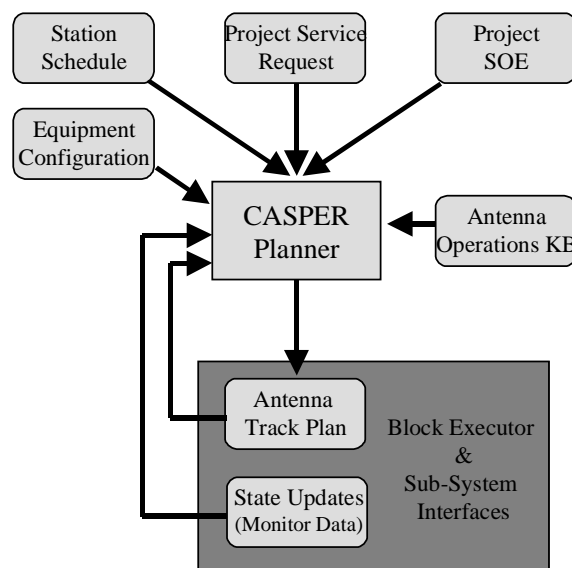 Station
Schedule
Project Service
Request
Project
SOE
Equipment
Configuration
CASPER
Planner
Antenna
Operations KB
Antenna
Track Plan
Block Executor
&
Sub-System
Interfaces
State Updates
(Monitor Data)